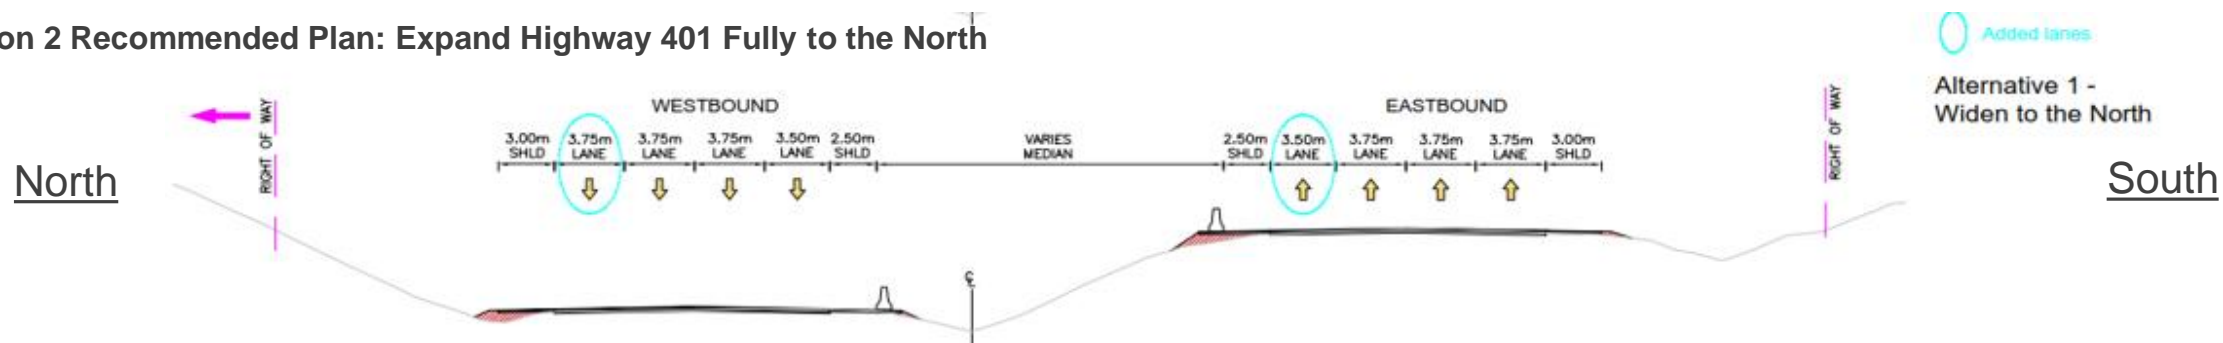 on 2 Recommended Plan: Expand Highway 401 Fully to the North
Added lanes
Alternative 1 -
Widen to the North
North
South
RIGHT OF WAY
WESTBOUND
3.00m SHLD
3.75m LANE
3.75m LANE
3.75m LANE
3.50m LANE
2.50m SHLD
VARIES MEDIAN
EASTBOUND
2.50m SHLD
3.50m LANE
3.75m LANE
3.75m LANE
3.75m LANE
3.00m SHLD
RIGHT OF WAY
℄